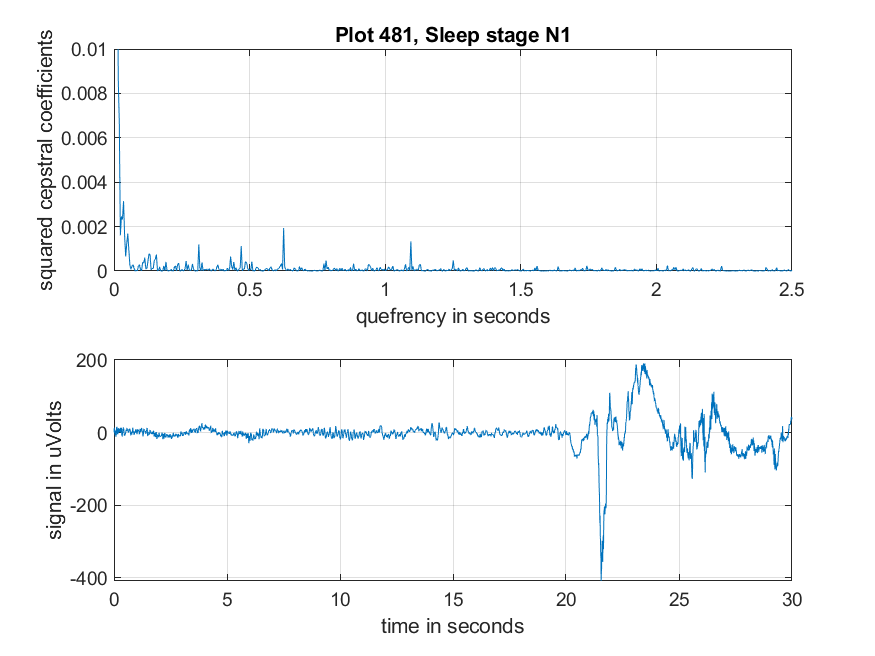 Plot 481, Sleep stage N1
squared cepstral coefficients
0.01
0.008
0.006
0.004
0.002
0
0 0.5 1 1.5 2 2.5
quefrency in seconds
signal in uVolts
200
0
-200
-400
0 5 10 15 20 25 30
time in seconds